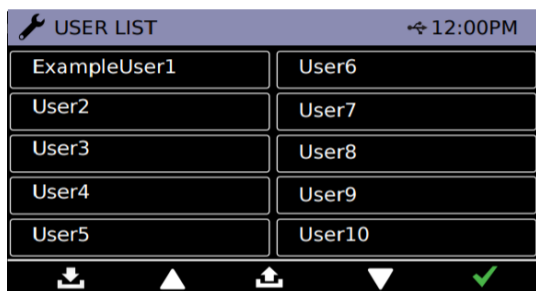 USER LIST
12:00PM
ExampleUser1
User2
User3
User4
User5
User6
User7
User8
User9
User10